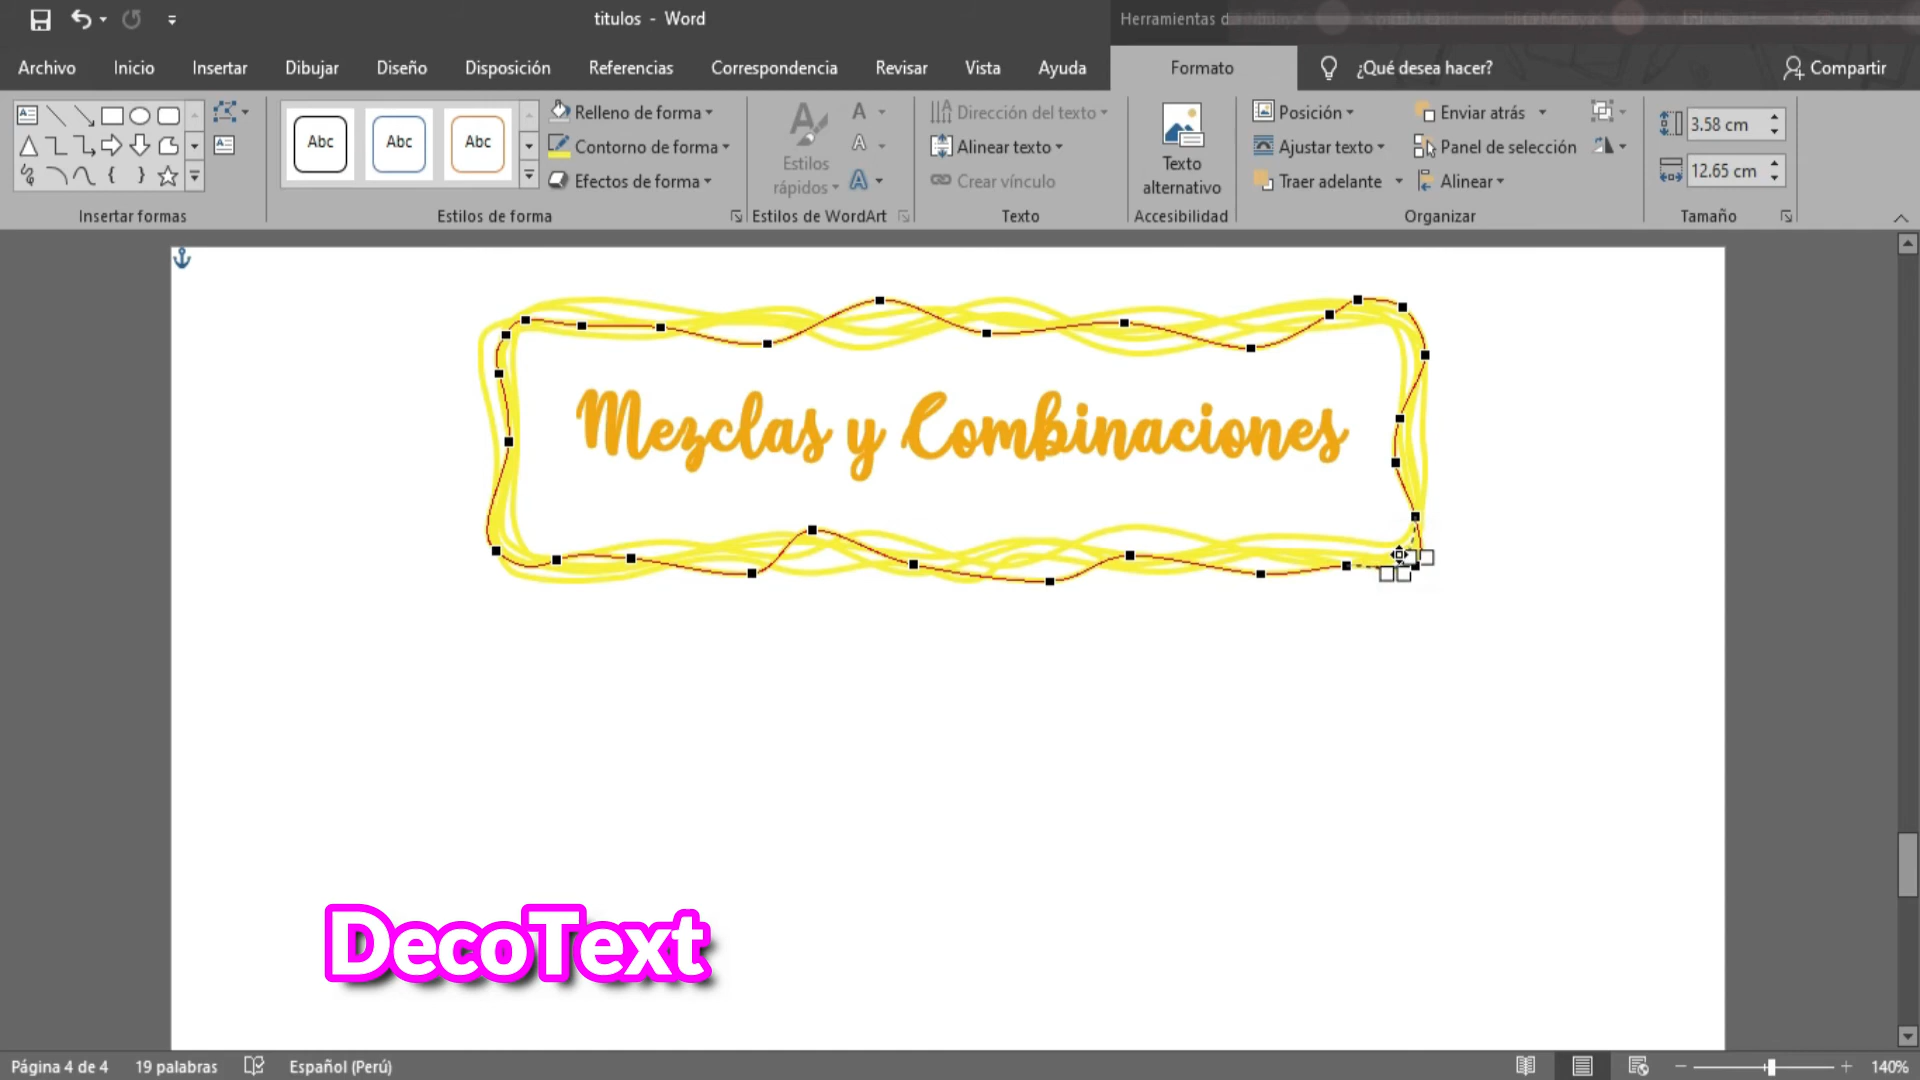 titulos - Word
Herramientas d
Archivo Inicio Insertar Dibujar Diseño Disposición Referencias Correspondencia Revisar Vista Ayuda Formato ¿Qué desea hacer? Compartir
Abc Abc Abc
Relleno de forma
Contorno de forma
Efectos de forma
Estilos rápidos
Dirección del texto
Alinear texto
Crear vínculo
Texto alternativo
Posición
Ajustar texto
Traer adelante
Enviar atrás
Panel de selección
Alinear
3.58 cm
12.65 cm
Insertar formas Estilos de forma Estilos de WordArt Texto Accesibilidad Organizar Tamaño
Mezclas y Combinaciones
DecoText
Página 4 de 4 19 palabras Español (Perú) 140%